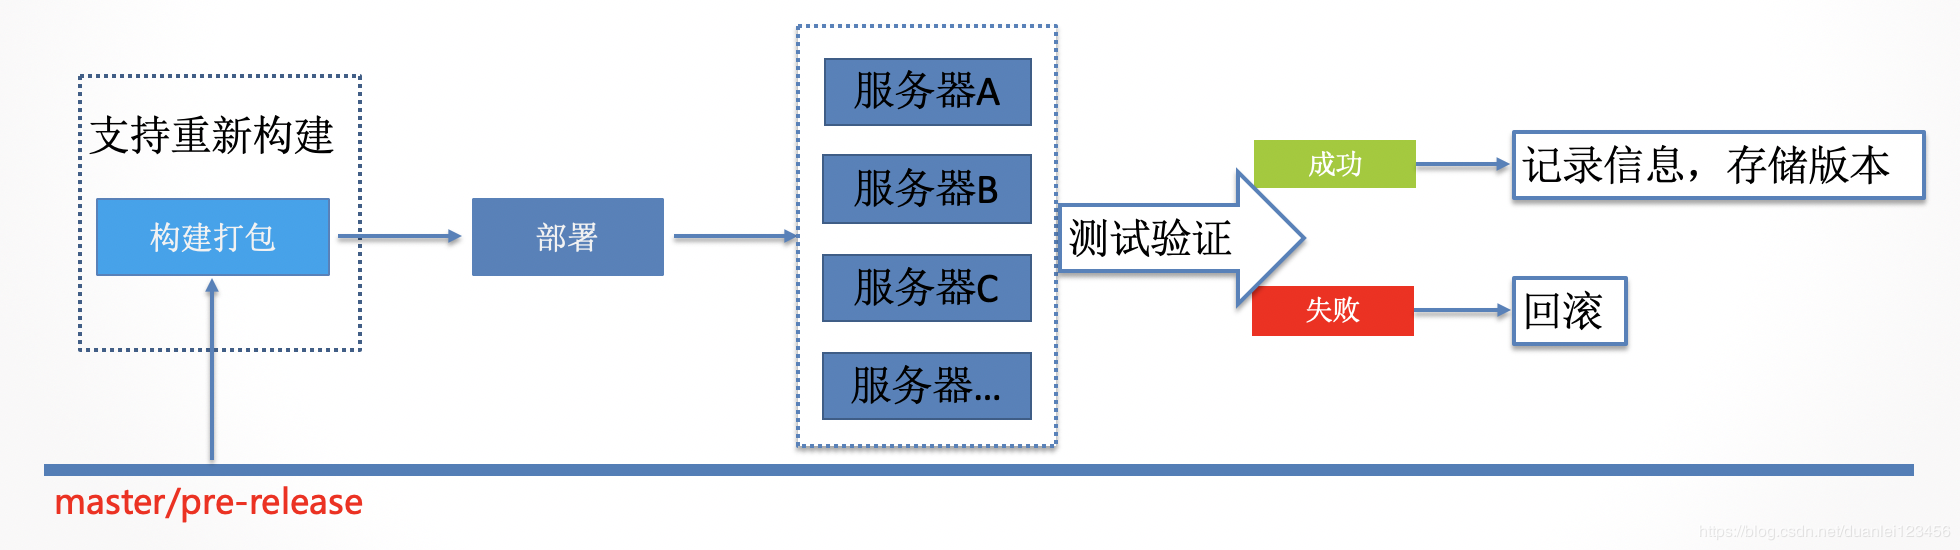 支持重新构建
构建打包
部署
服务器A
服务器B
服务器C
服务器...
测试验证
成功
记录信息，存储版本
失败
回滚
master/pre-release
https://blog.csdn.net/duanlei123456